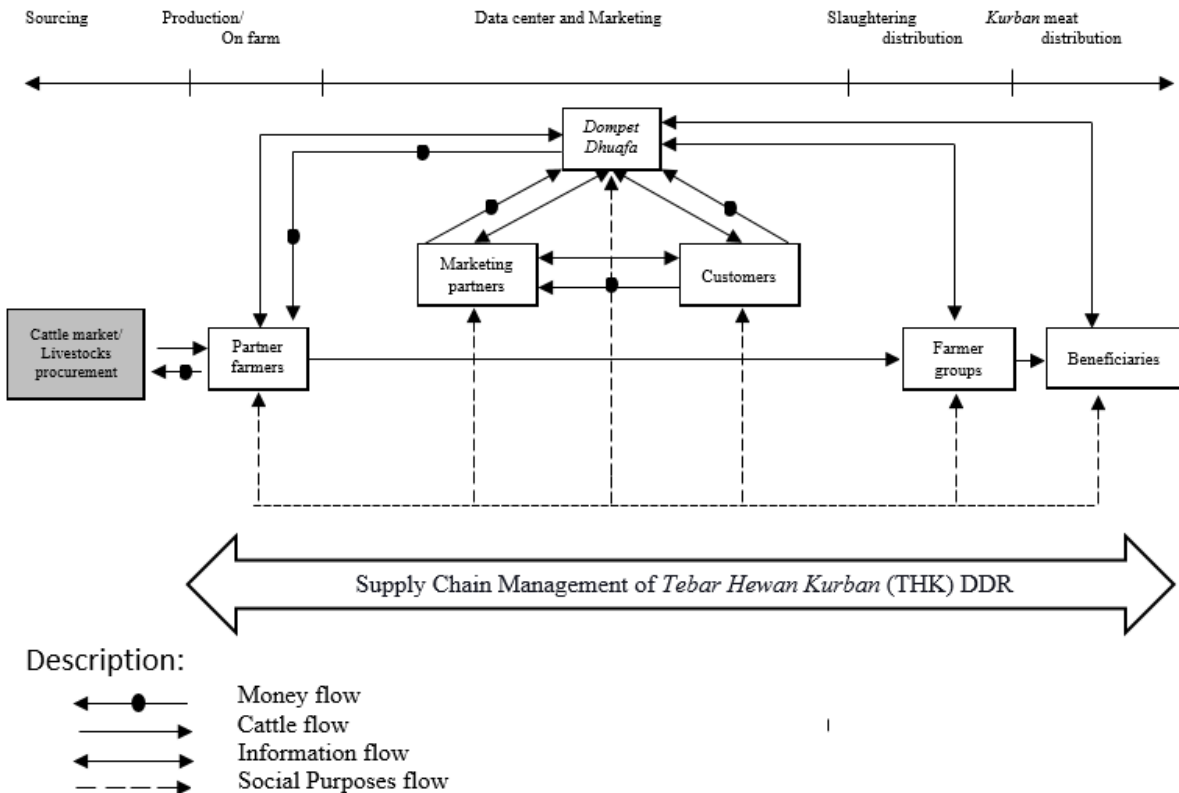 Sourcing
Production/
On farm
Data center and Marketing
Slaughtering
distribution
Kurban meat
distribution
Dompet
Dhuafa
Marketing
partners
Customers
Cattle market/
Livestocks
procurement
Partner
farmers
Farmer
groups
Beneficiaries
Supply Chain Management of Tebar Hewan Kurban (THK) DDR
Description:
Money flow
Cattle flow
Information flow
Social Purposes flow